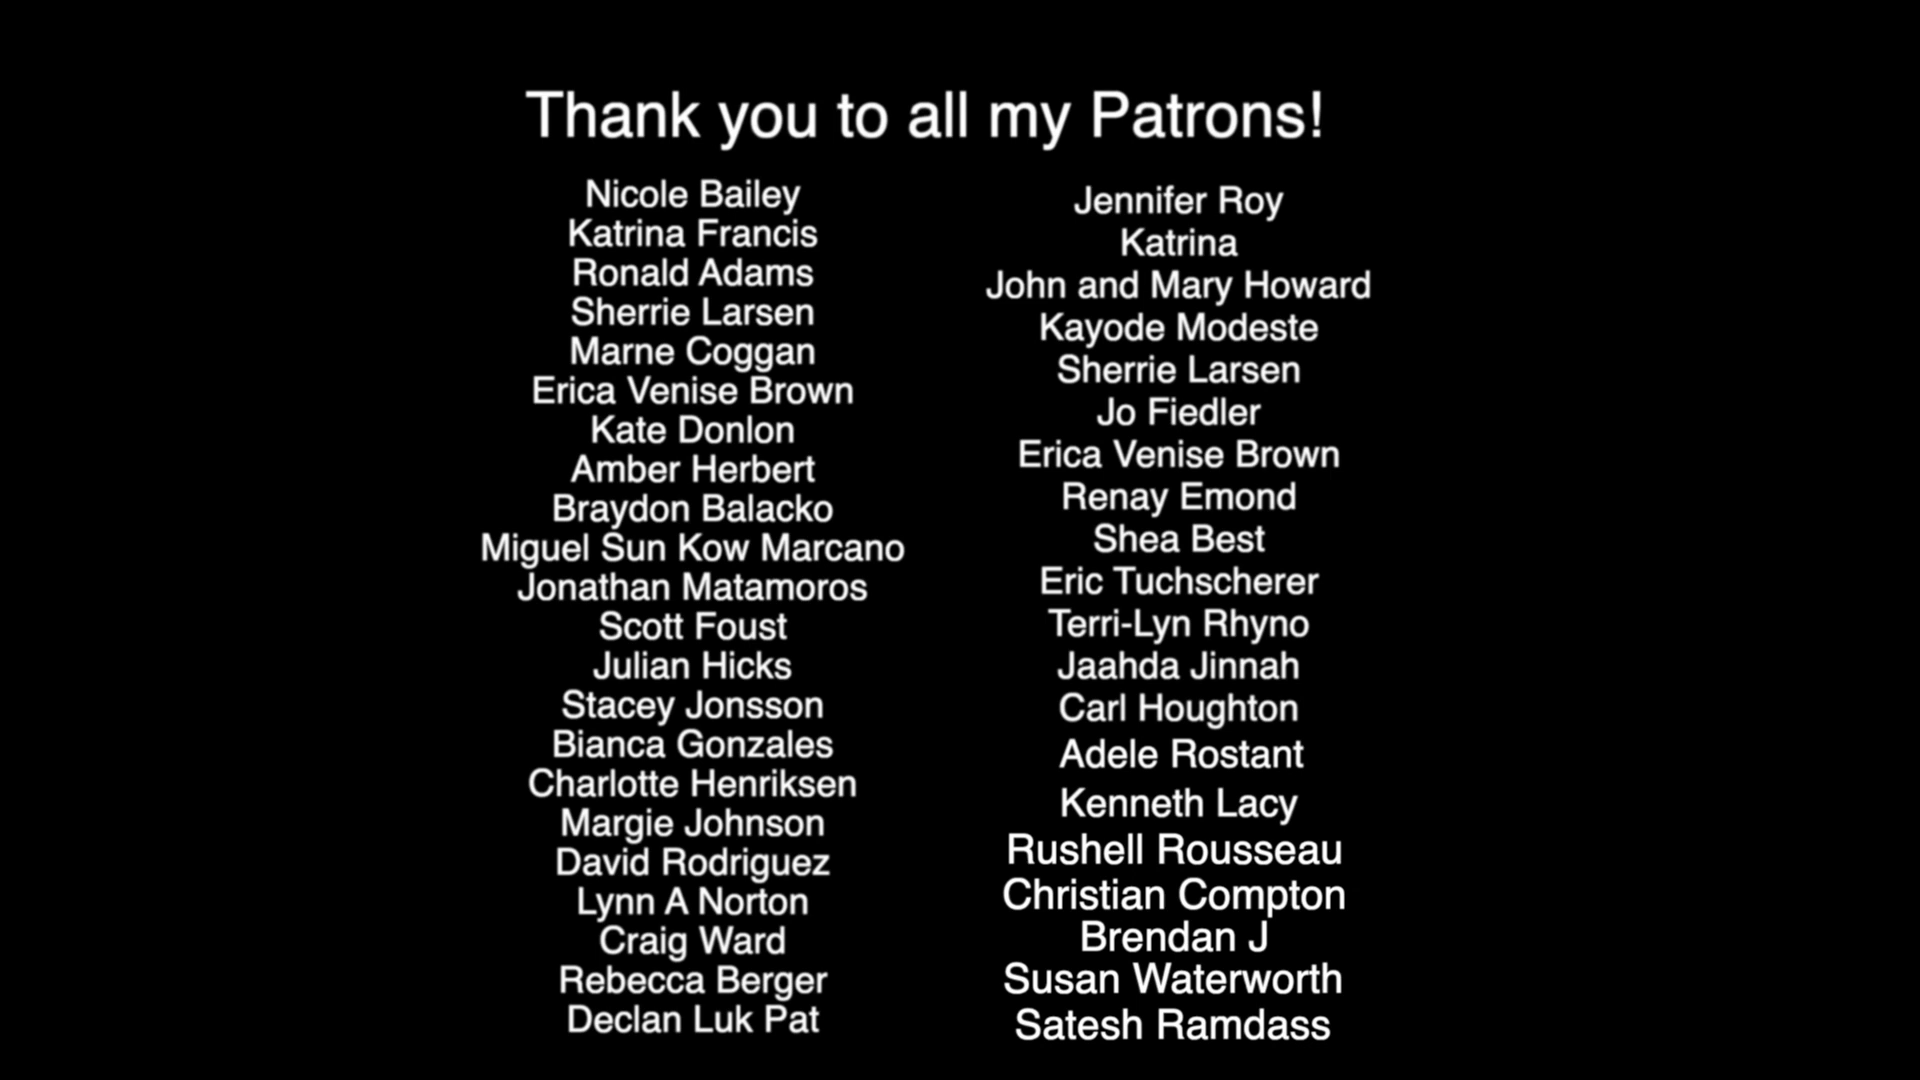 Thank you to all my Patrons!
Nicole Bailey
Katrina Francis
Ronald Adams
Sherrie Larsen
Marne Coggan
Erica Venise Brown
Kate Donlon
Amber Herbert
Braydon Balacko
Miguel Sun Kow Marcano
Jonathan Matamoros
Scott Foust
Julian Hicks
Stacey Jonsson
Bianca Gonzales
Charlotte Henriksen
Margie Johnson
David Rodriguez
Lynn A Norton
Craig Ward
Rebecca Berger
Declan Luk Pat
Jennifer Roy
Katrina
John and Mary Howard
Kayode Modeste
Sherrie Larsen
Jo Fiedler
Erica Venise Brown
Renay Emond
Shea Best
Eric Tuchscherer
Terri-Lyn Rhyno
Jaahda Jinnah
Carl Houghton
Adele Rostant
Kenneth Lacy
Rushell Rousseau
Christian Compton
Brendan J
Susan Waterworth
Satesh Ramdass